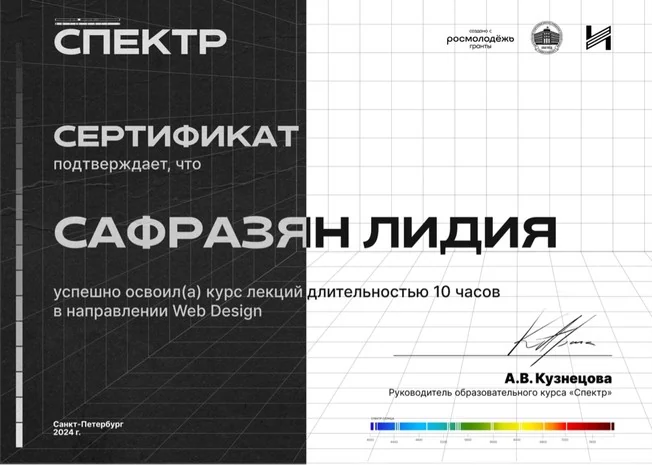 СПЕКТР
создано с
росмолодёжь
гранты
СЕРТИФИКАТ
подтверждает, что
САФРАЗЯН ЛИДИЯ
успешно освоил(а) курс лекций длительностью 10 часов
в направлении Web Design
А.В. Кузнецова
Руководитель образовательного курса «Спектр»
Санкт-Петербург
2024 г.